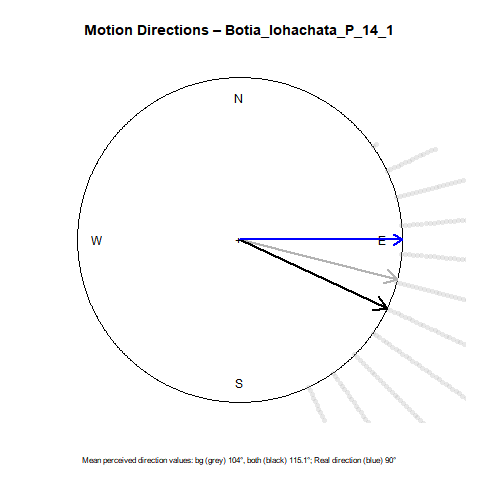 Motion Directions – Botia_lohachata_P_14_1
N
W
E
S
Mean perceived direction values: bg (grey) 104°, both (black) 115.1°; Real direction (blue) 90°